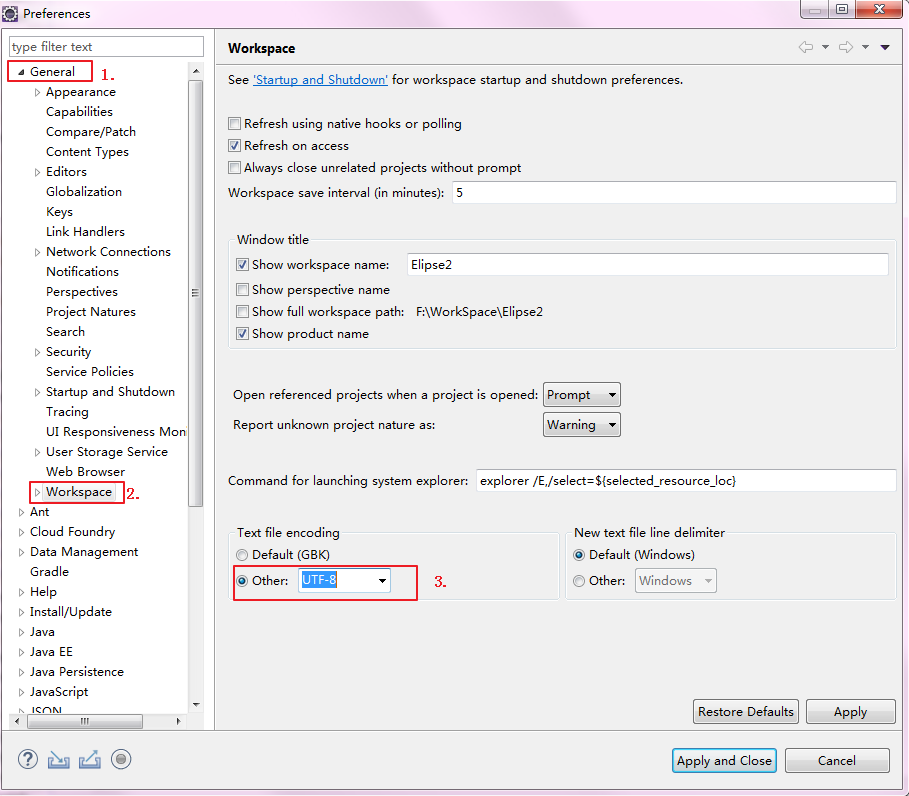 Preferences
type filter text
General
1.
Appearance
Capabilities
Compare/Patch
Content Types
Editors
Globalization
Keys
Link Handlers
Network Connections
Notifications
Perspectives
Project Natures
Search
Security
Service Policies
Startup and Shutdown
Tracing
UI Responsiveness Moni
User Storage Service
Web Browser
Workspace
2.
Ant
Cloud Foundry
Data Management
Gradle
Help
Install/Update
Java
Java EE
Java Persistence
JavaScript
JSON
Workspace
See 'Startup and Shutdown' for workspace startup and shutdown preferences.
Refresh using native hooks or polling
Refresh on access
Always close unrelated projects without prompt
Workspace save interval (in minutes): 5
Window title
Show workspace name: Elipse2
Show perspective name
Show full workspace path: F:\WorkSpace\Elipse2
Show product name
Open referenced projects when a project is opened: Prompt
Report unknown project nature as: Warning
Command for launching system explorer: explorer /E,/select=${selected_resource_loc}
Text file encoding
Default (GBK)
Other: UTF-8
3.
New text file line delimiter
Default (Windows)
Other: Windows
Restore Defaults
Apply
Apply and Close
Cancel